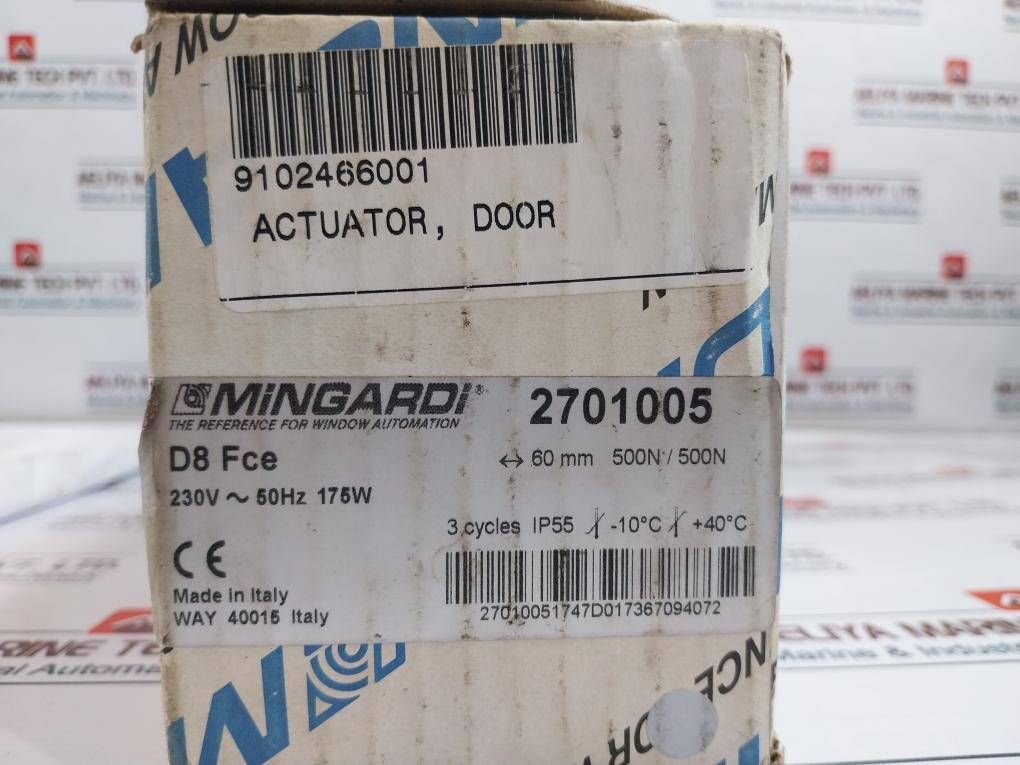 9102466001
ACTUATOR, DOOR
MiNGARDi®
THE REFERENCE FOR WINDOW AUTOMATION
2701005
D8 Fce
↔ 60 mm 500N / 500N
230V ~ 50Hz 175W
3 cycles IP55 -10°C +40°C
CE
Made in Italy
WAY 40015 Italy
27010051747D017367094072